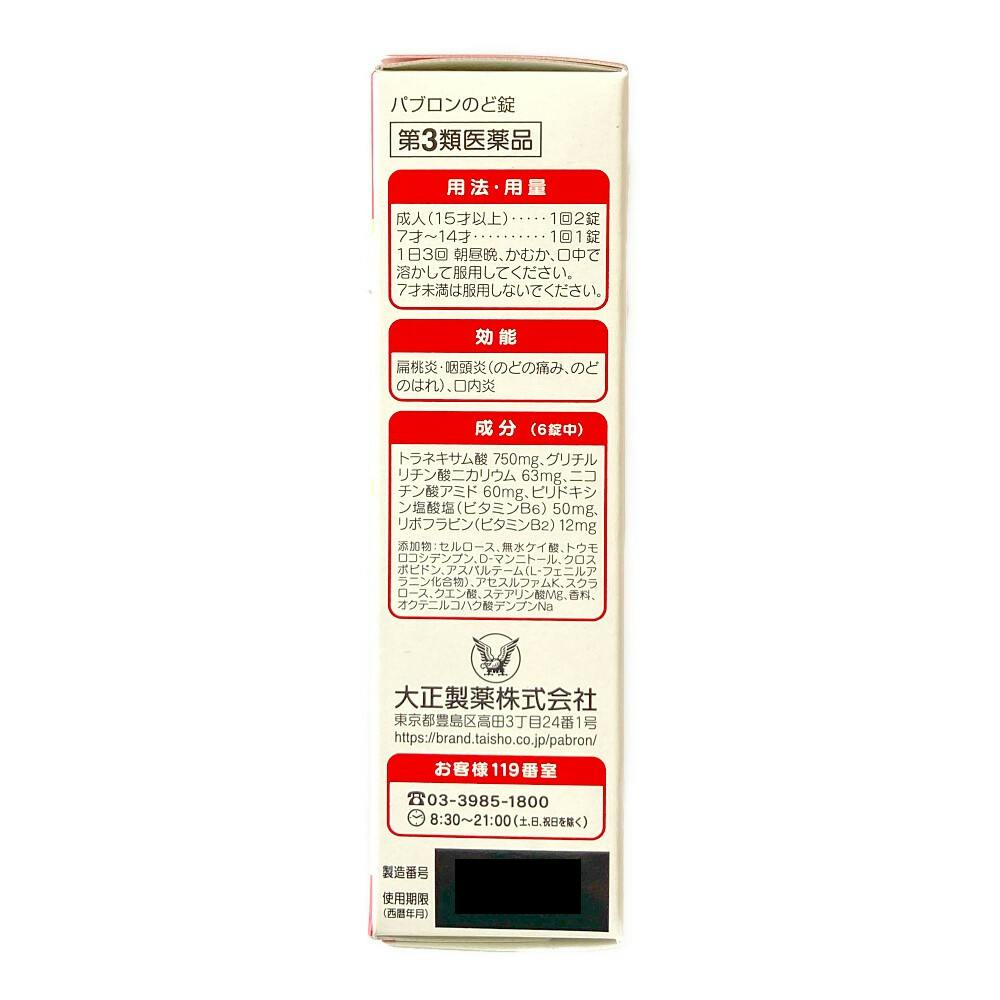 パブロンのど錠
第3類医薬品
用法・用量
成人(15才以上)・・・・・1回2錠
7才～14才・・・・・・・・・・1回1錠
1日3回 朝昼晩、かむか、口中で
溶かして服用してください。
7才未満は服用しないでください。
効能
扁桃炎・咽頭炎(のどの痛み、のど
のはれ)、口内炎
成分 (6錠中)
トラネキサム酸 750mg、グリチル
リチン酸二カリウム 63mg、ニコ
チン酸アミド 60mg、ピリドキシ
ン塩酸塩(ビタミンB6) 50mg、
リボフラビン(ビタミンB2) 12mg
添加物:セルロース、無水ケイ酸、トウモ
ロコシデンプン、D-マンニトール、クロス
ポビドン、アスパルテーム(L-フェニルア
ラニン化合物)、アセスルファムK、スクラ
ロース、クエン酸、ステアリン酸Mg、香料、
オクテニルコハク酸デンプンNa
大正製薬株式会社
東京都豊島区高田3丁目24番1号
https://brand.taisho.co.jp/pabron/
お客様119番室
☎03-3985-1800
8:30～21:00(土、日、祝日を除く)
製造番号
使用期限
(西暦年月)